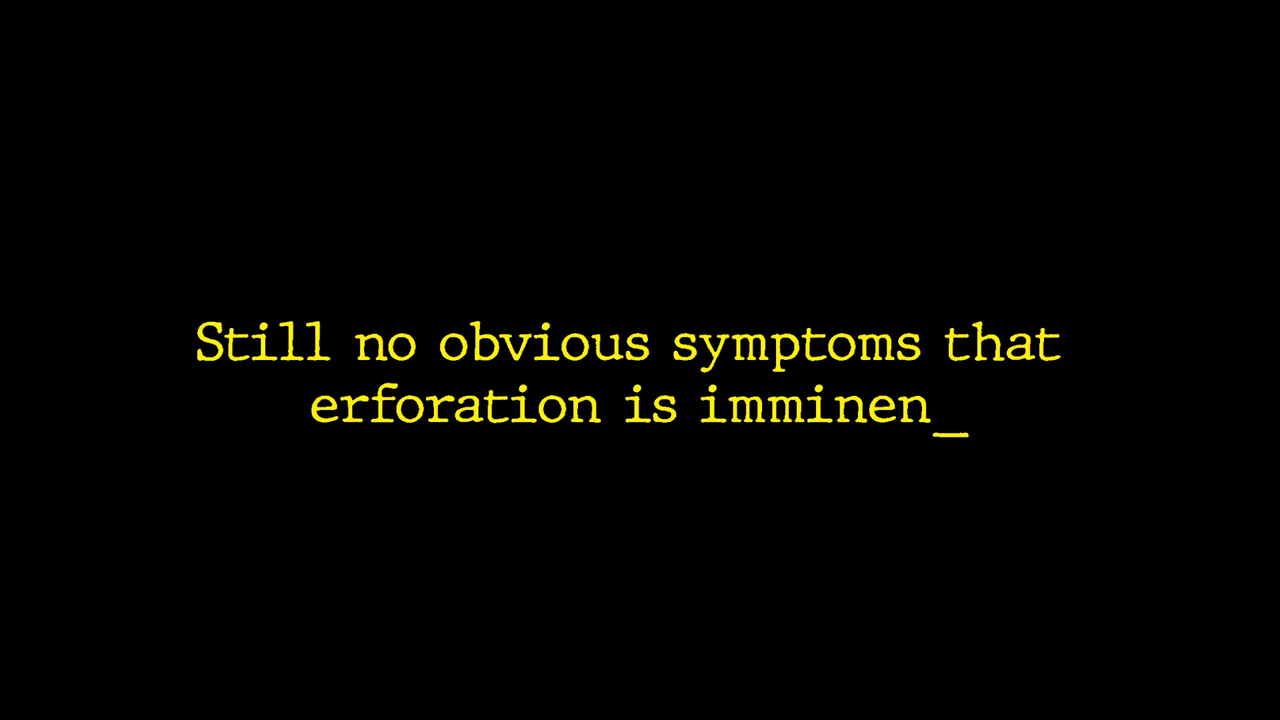 Still no obvious symptoms that
erforation is imminen_